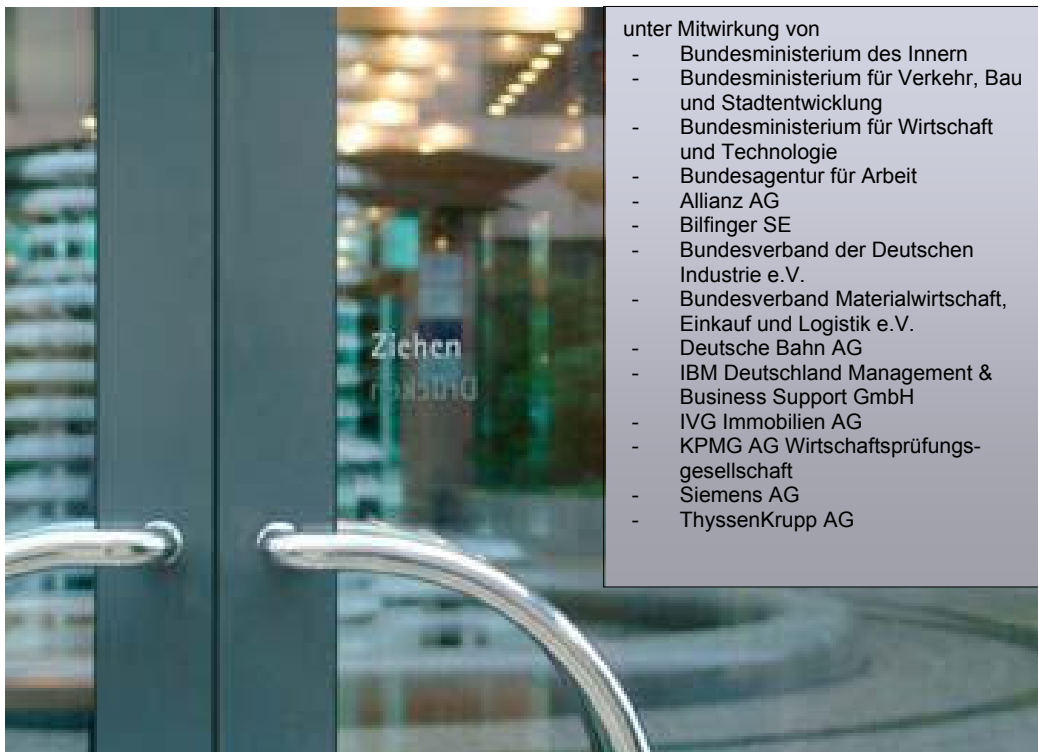 unter Mitwirkung von
- Bundesministerium des Innern
- Bundesministerium für Verkehr, Bau
und Stadtentwicklung
- Bundesministerium für Wirtschaft
und Technologie
- Bundesagentur für Arbeit
- Allianz AG
- Bilfinger SE
- Bundesverband der Deutschen
Industrie e.V.
- Bundesverband Materialwirtschaft,
Einkauf und Logistik e.V.
- Deutsche Bahn AG
- IBM Deutschland Management &
Business Support GmbH
- IVG Immobilien AG
- KPMG AG Wirtschaftsprüfungs-
gesellschaft
- Siemens AG
- ThyssenKrupp AG
Ziehen
Drücken